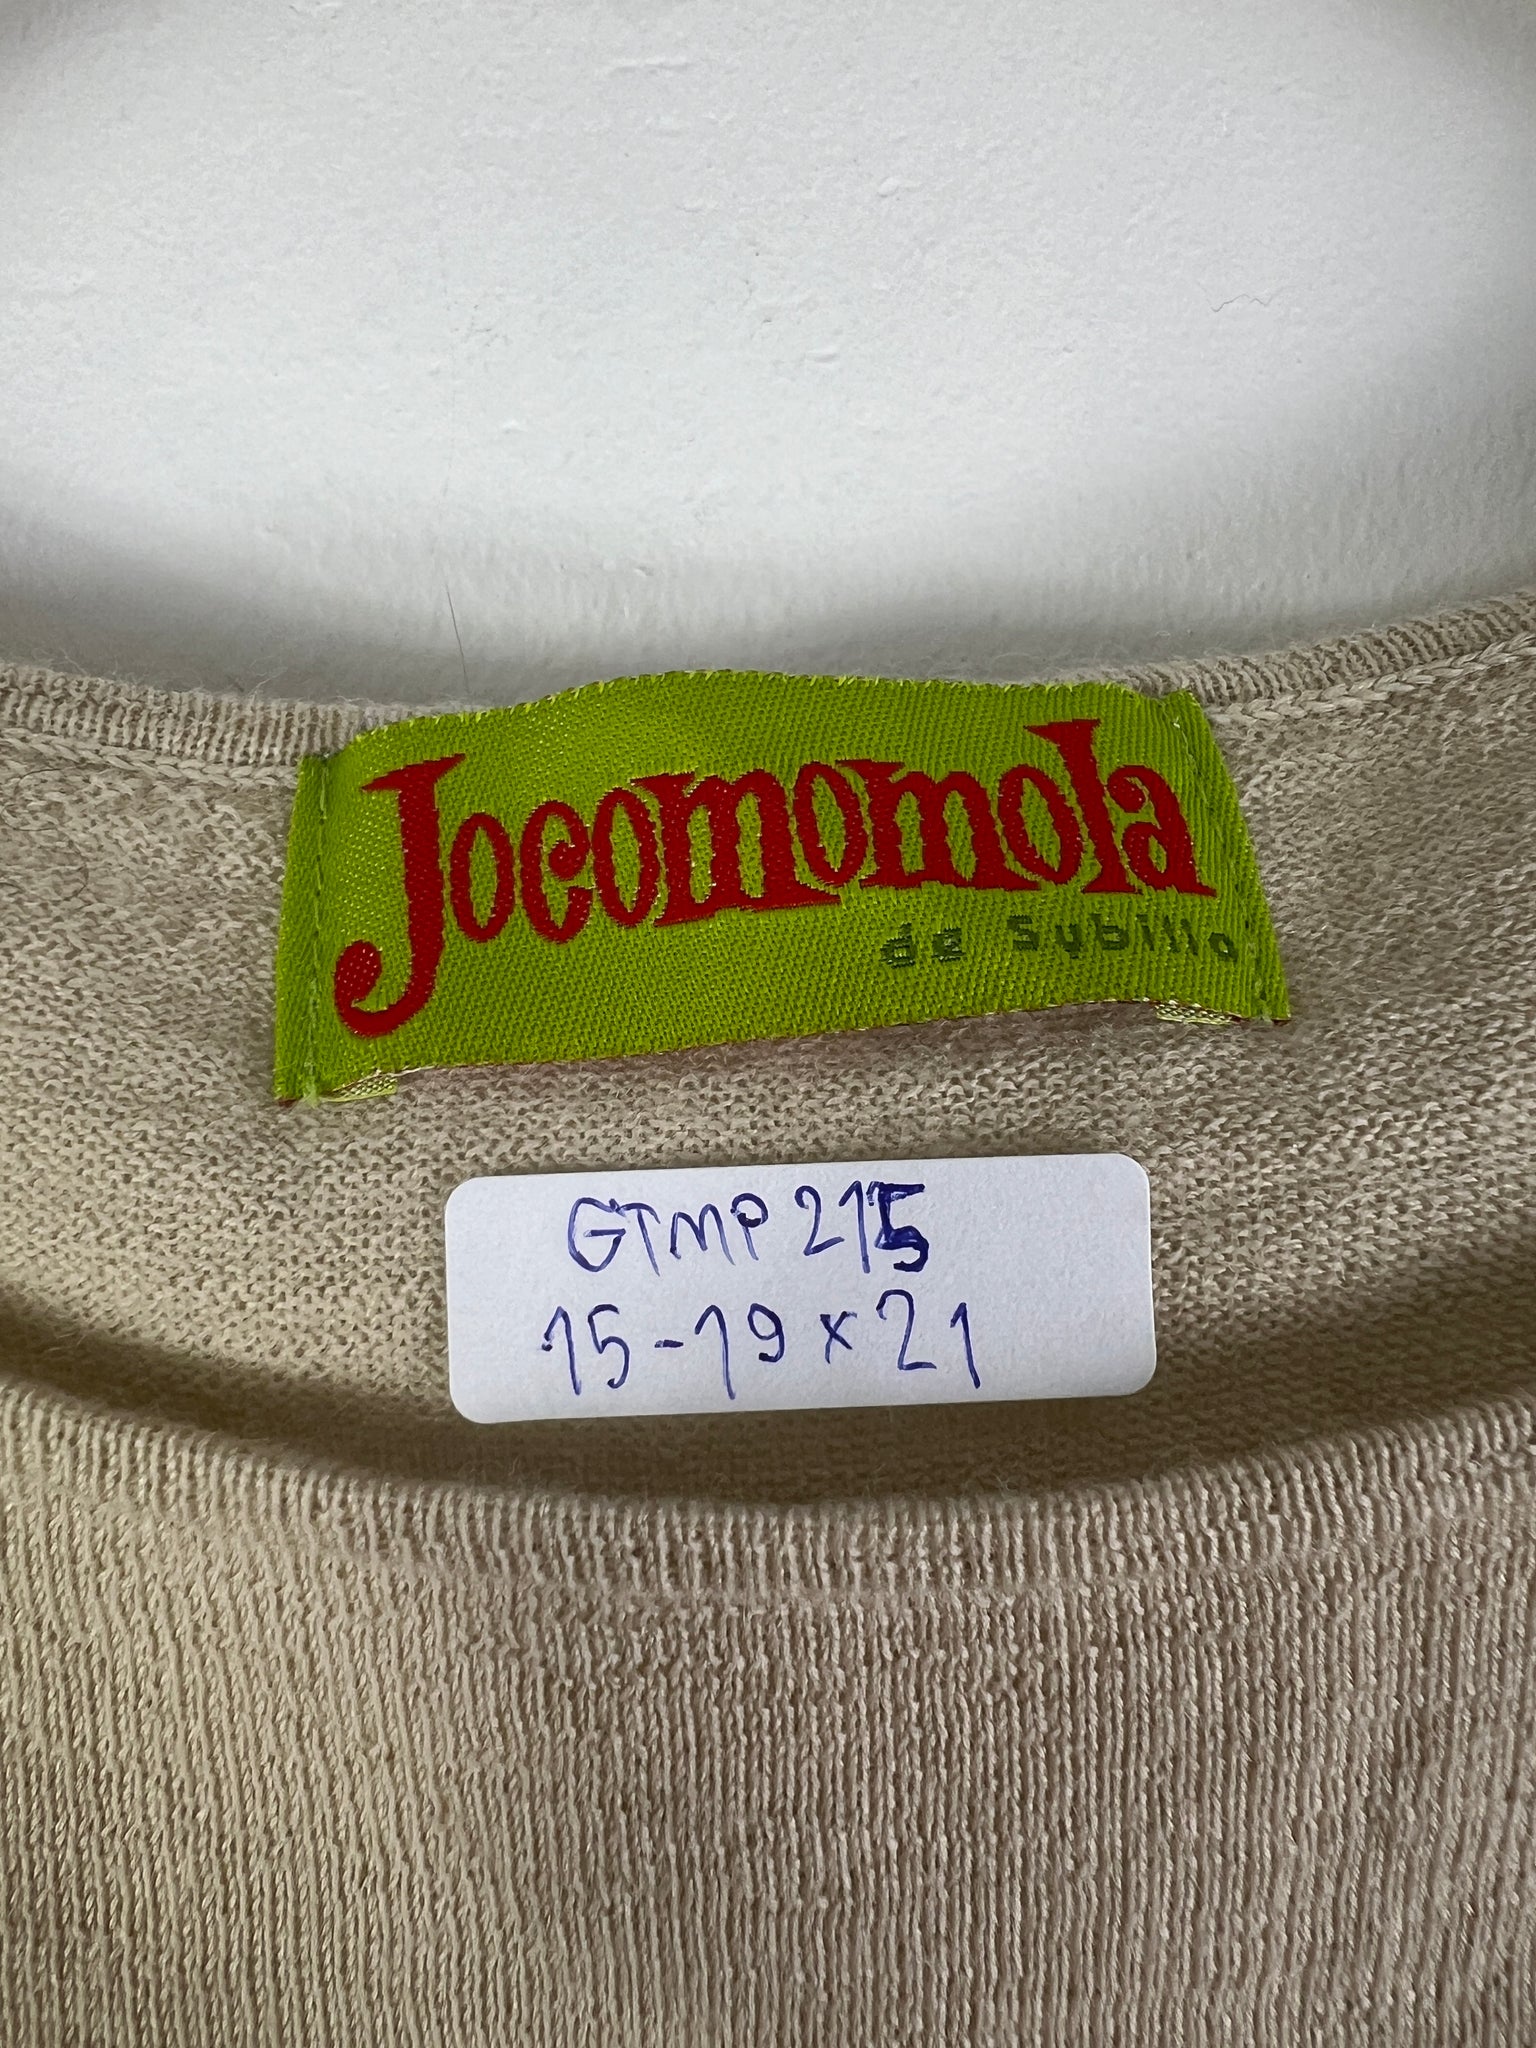 Jocomomola
de Sybilla
GTMP 215
15-19 x 21